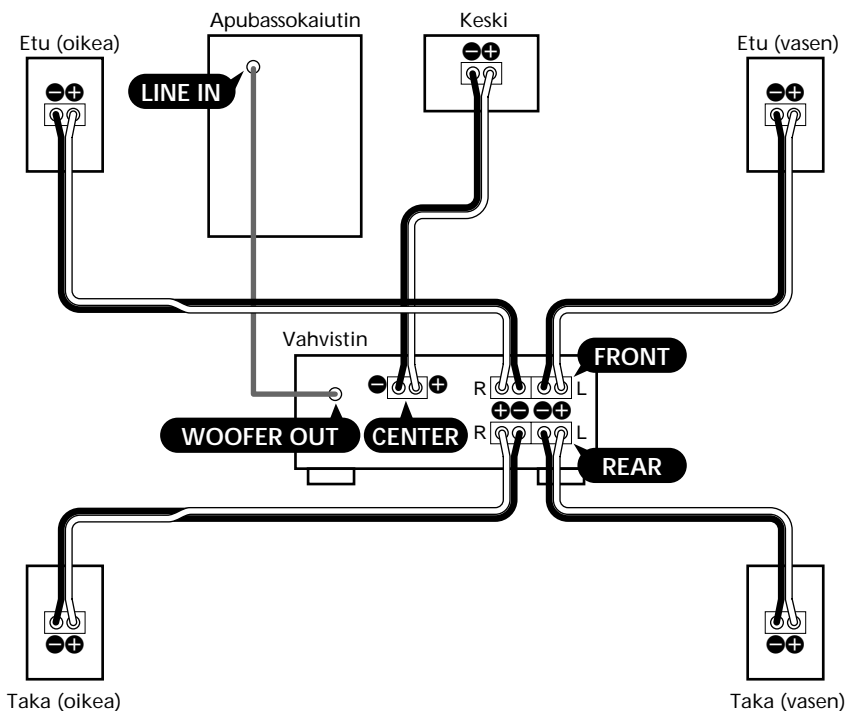 Apubassokaiutin
Keski
Etu (oikea)
Etu (vasen)
LINE IN
Vahvistin
FRONT
R
L
WOOFER OUT
CENTER
R
L
REAR
Taka (oikea)
Taka (vasen)